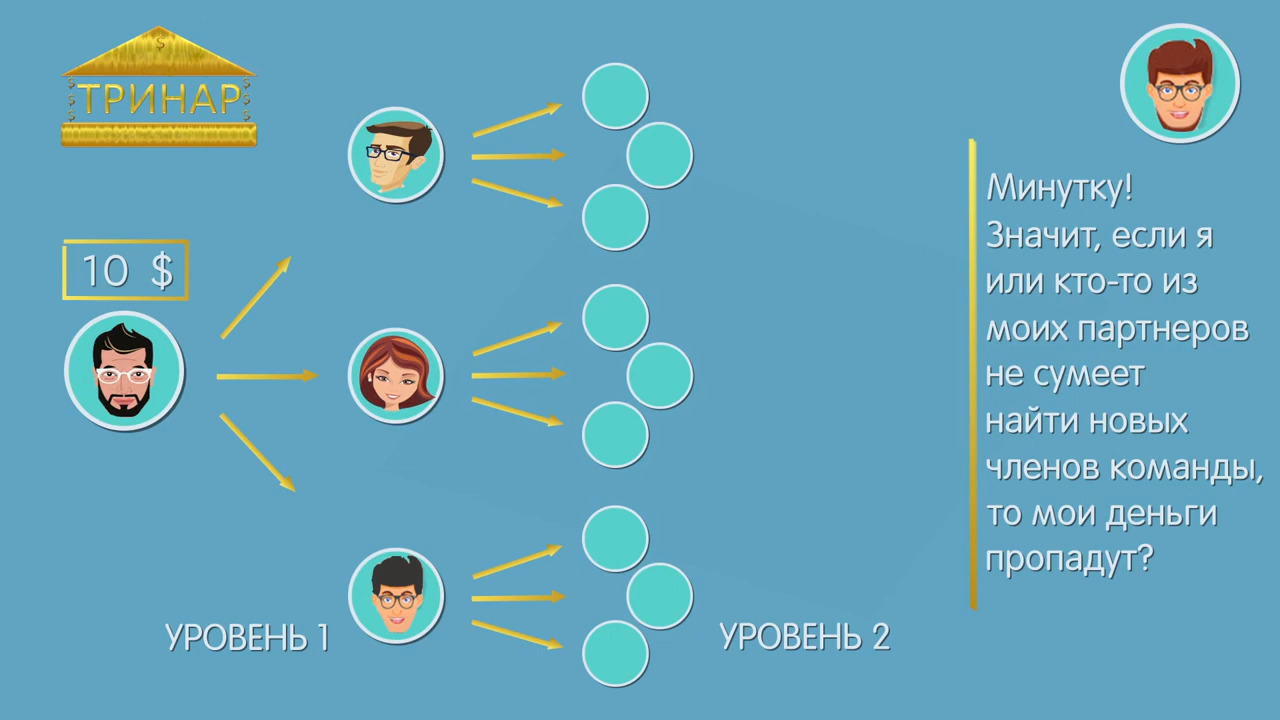 ТРИНАР
10 $
УРОВЕНЬ 1
УРОВЕНЬ 2
Минутку!
Значит, если я
или кто-то из
моих партнеров
не сумеет
найти новых
членов команды,
то мои деньги
пропадут?